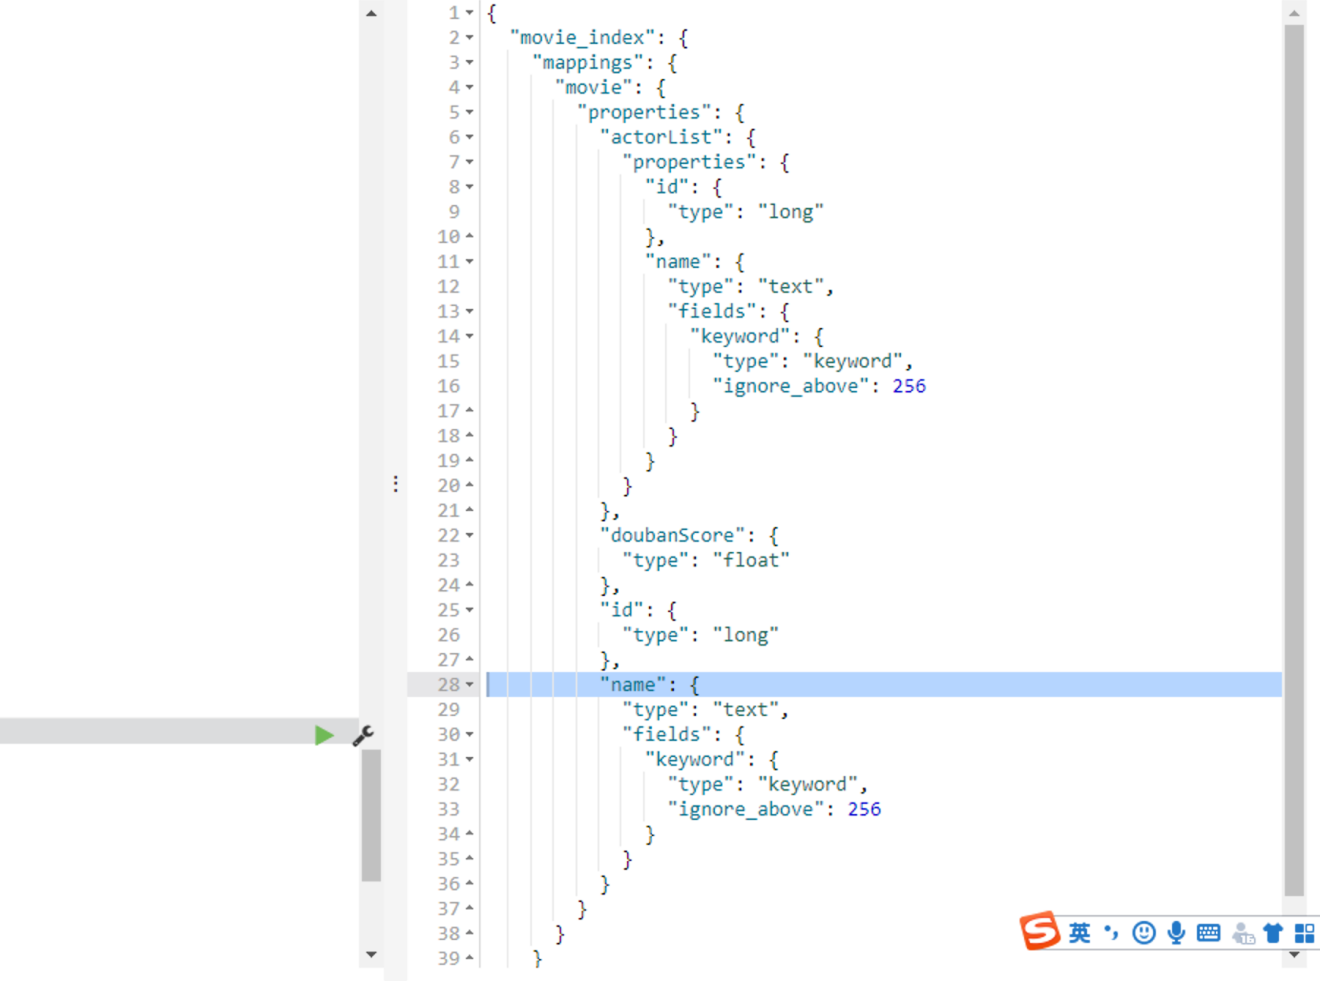 1 {
2 "movie_index": {
3 "mappings": {
4 "movie": {
5 "properties": {
6 "actorList": {
7 "properties": {
8 "id": {
9 "type": "long"
10 },
11 "name": {
12 "type": "text",
13 "fields": {
14 "keyword": {
15 "type": "keyword",
16 "ignore_above": 256
17 }
18 }
19 }
20 }
21 },
22 "doubanScore": {
23 "type": "float"
24 },
25 "id": {
26 "type": "long"
27 },
28 "name": {
29 "type": "text",
30 "fields": {
31 "keyword": {
32 "type": "keyword",
33 "ignore_above": 256
34 }
35 }
36 }
37 }
38 }
39 }
S 英 •,